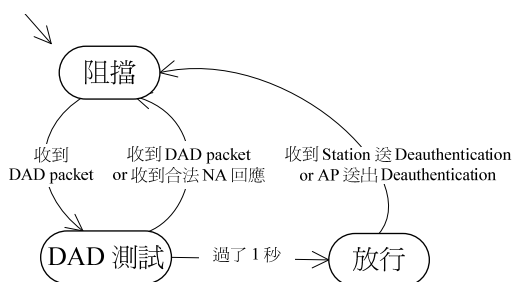 阻擋
收到
DAD packet
收到 DAD packet
or 收到合法 NA 回應
收到 Station 送 Deauthentication
or AP 送出 Deauthentication
DAD 測試
過了 1 秒
放行